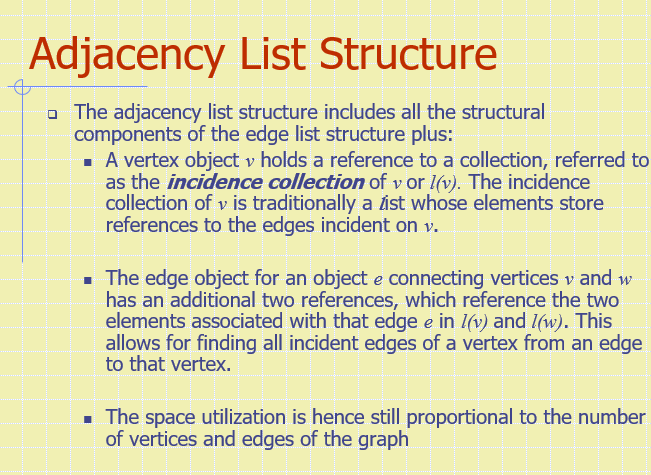 Adjacency List Structure
The adjacency list structure includes all the structural
components of the edge list structure plus:
A vertex object v holds a reference to a collection, referred to
as the incidence collection of v or l(v). The incidence
collection of v is traditionally a list whose elements store
references to the edges incident on v.
The edge object for an object e connecting vertices v and w
has an additional two references, which reference the two
elements associated with that edge e in l(v) and l(w). This
allows for finding all incident edges of a vertex from an edge
to that vertex.
The space utilization is hence still proportional to the number
of vertices and edges of the graph